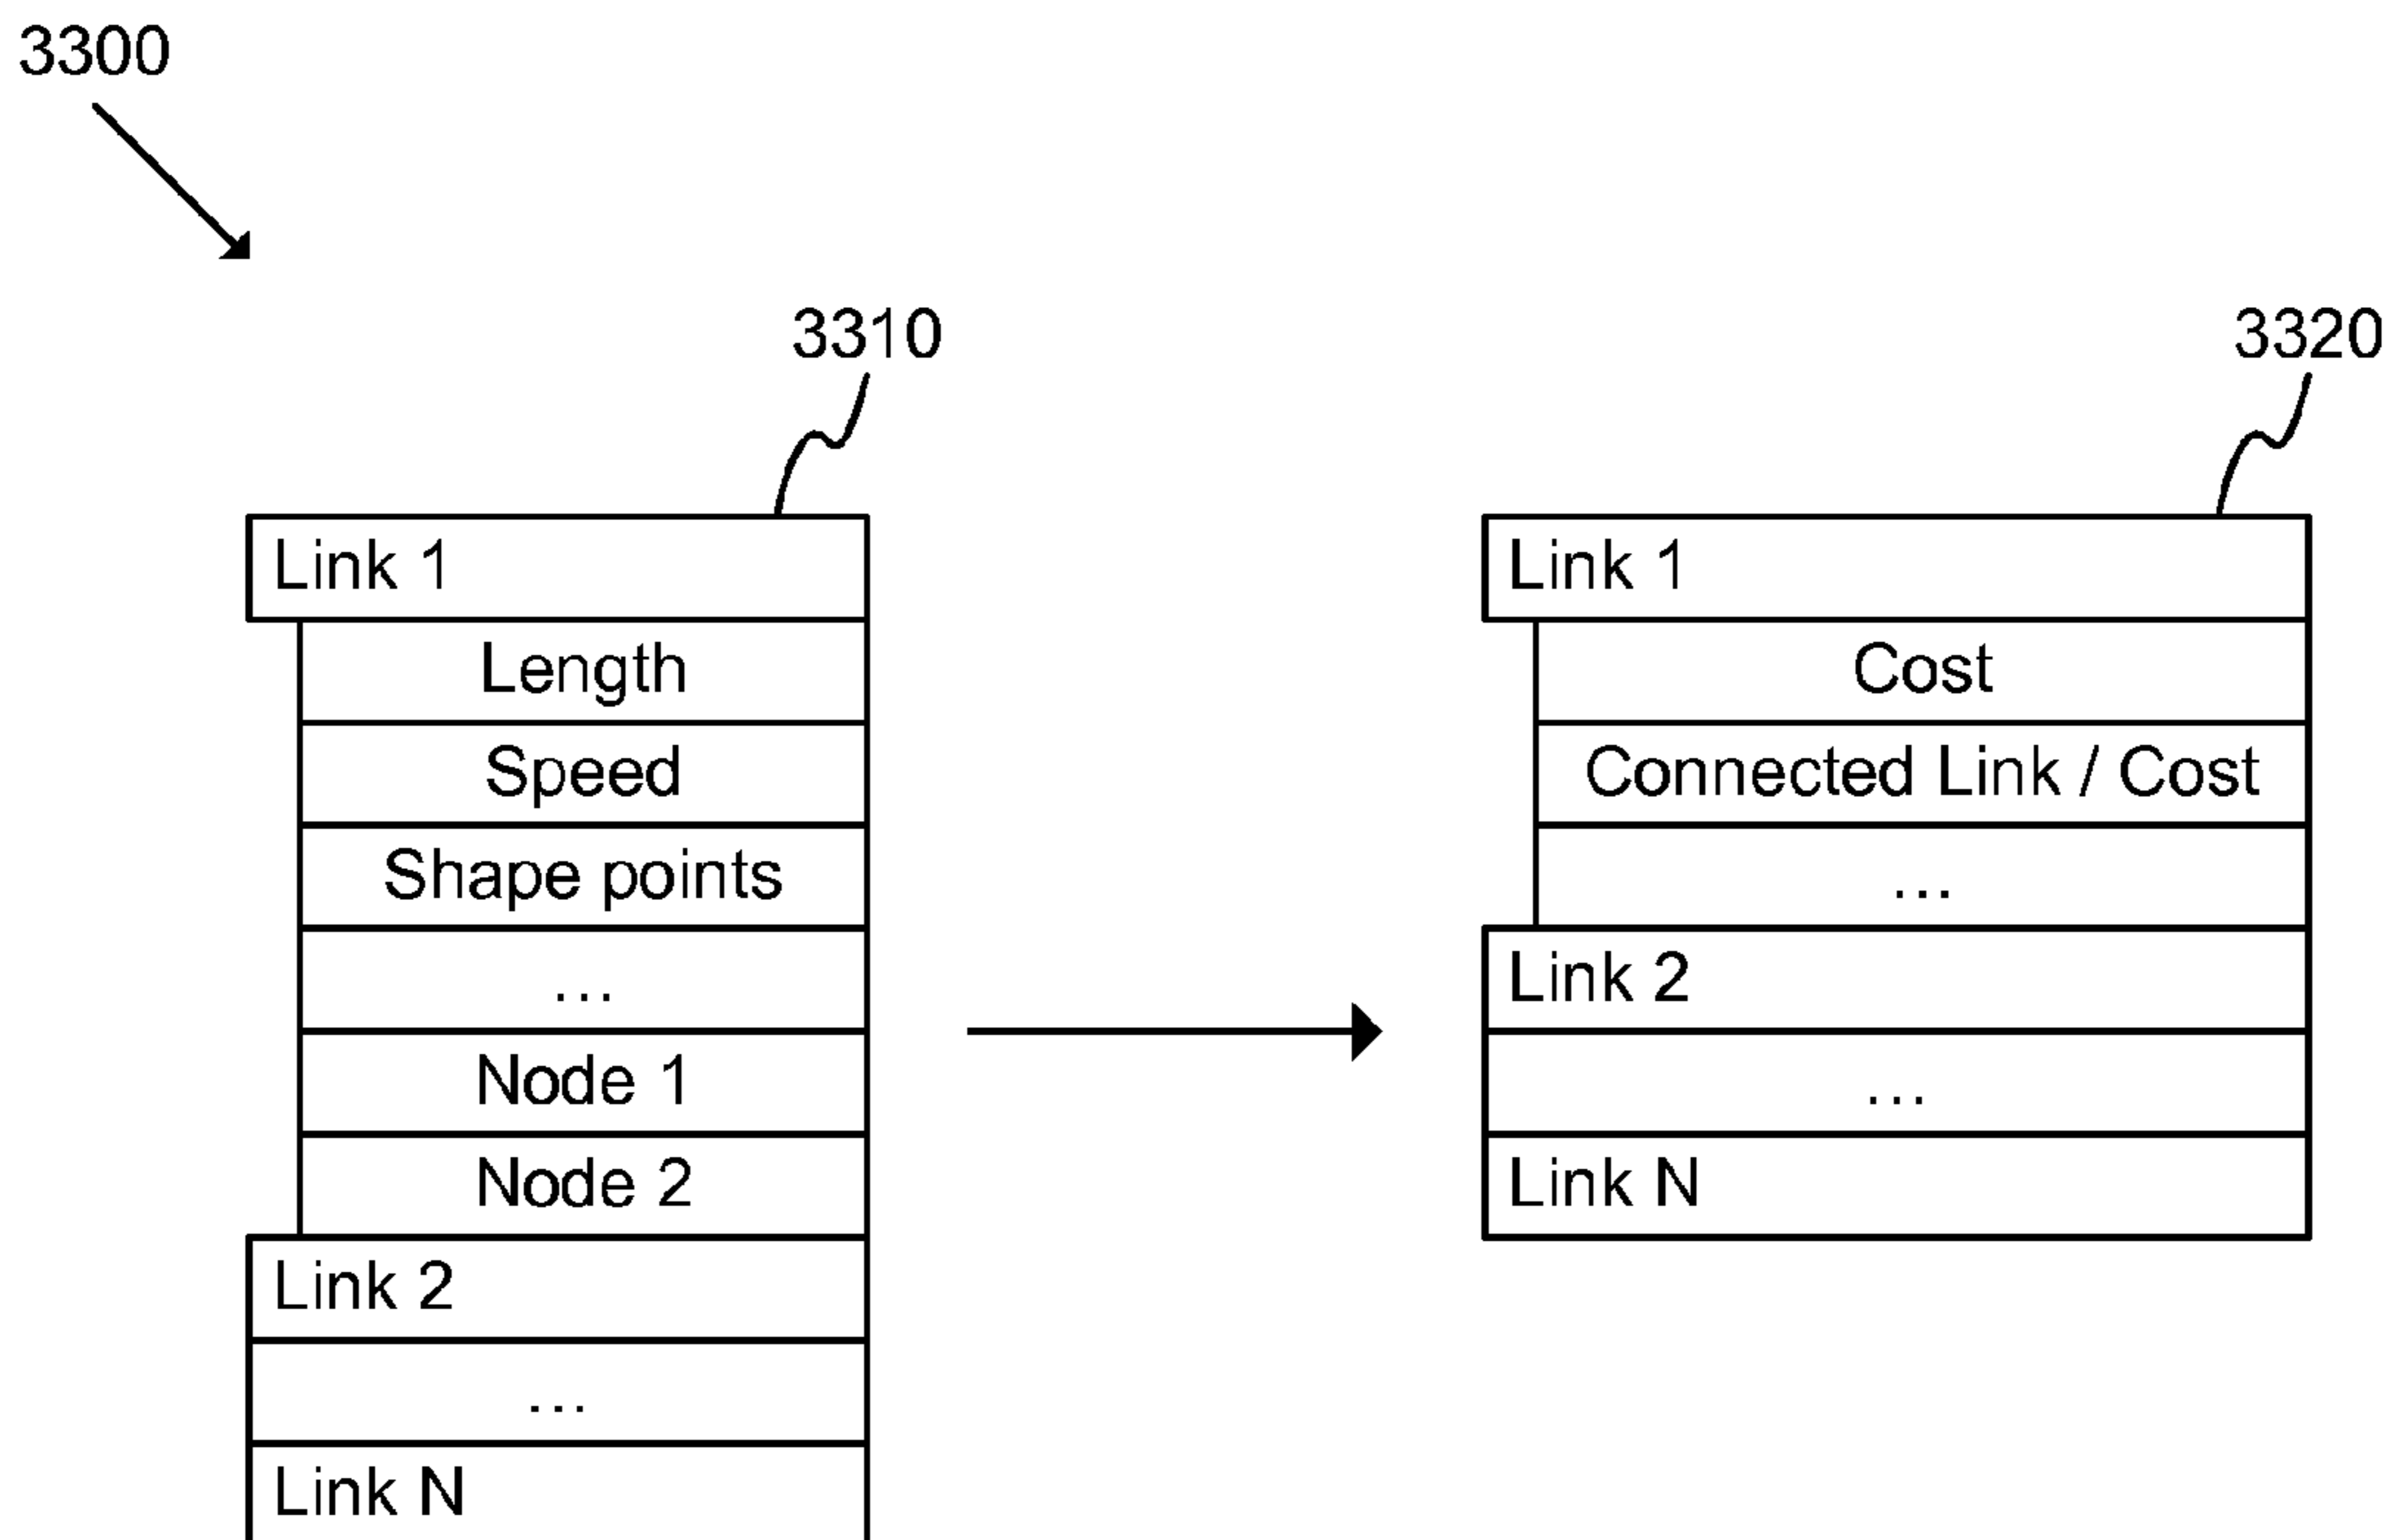 3300
3310
3320
Link 1
Length
Speed
Shape points
...
Node 1
Node 2
Link 2
...
Link N
Link 1
Cost
Connected Link / Cost
...
Link 2
...
Link N